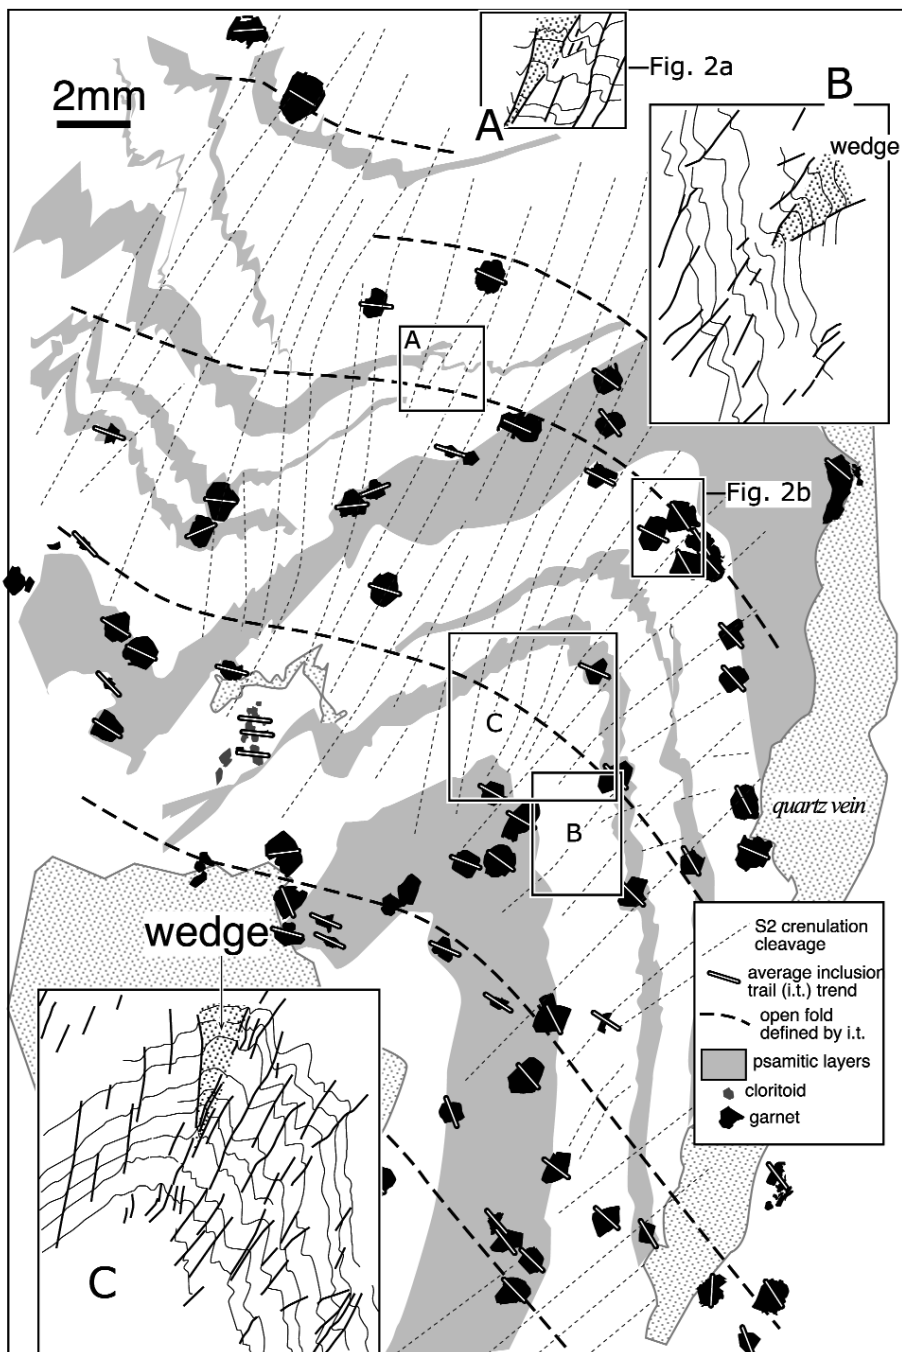 2mm
A
Fig. 2a
B
wedge
A
Fig. 2b
C
B
quartz vein
wedge
C
S2 crenulation
cleavage
average inclusion
trail (i.t.) trend
open fold
defined by i.t.
psamitic layers
cloritoid
garnet